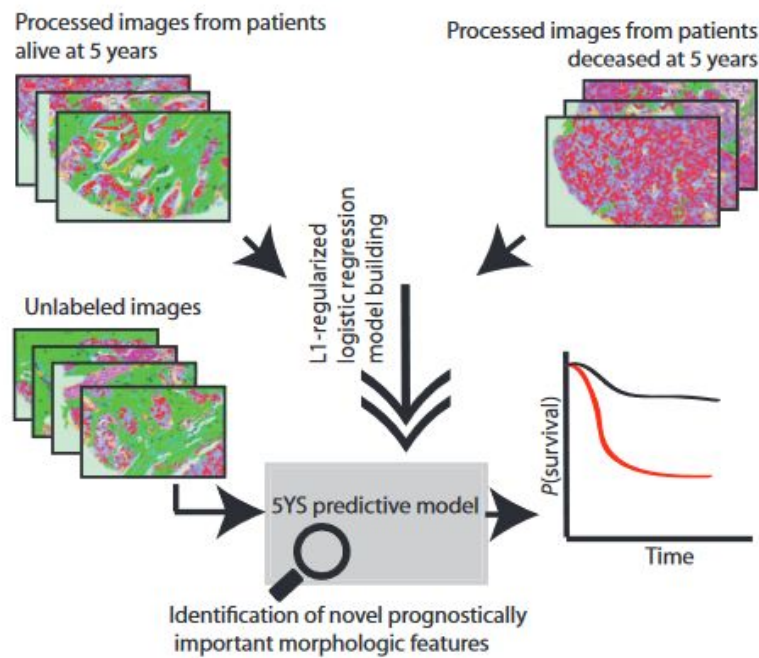 Processed images from patients
alive at 5 years
Processed images from patients
deceased at 5 years
L1-regularized
logistic regression
model building
Unlabeled images
5YS predictive model
P(survival)
Time
Identification of novel prognostically
important morphologic features